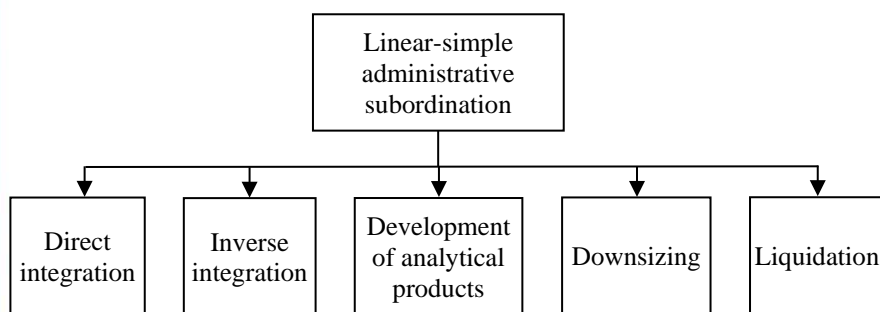 Linear-simple
administrative
subordination
Direct
integration
Inverse
integration
Development
of analytical
products
Downsizing
Liquidation